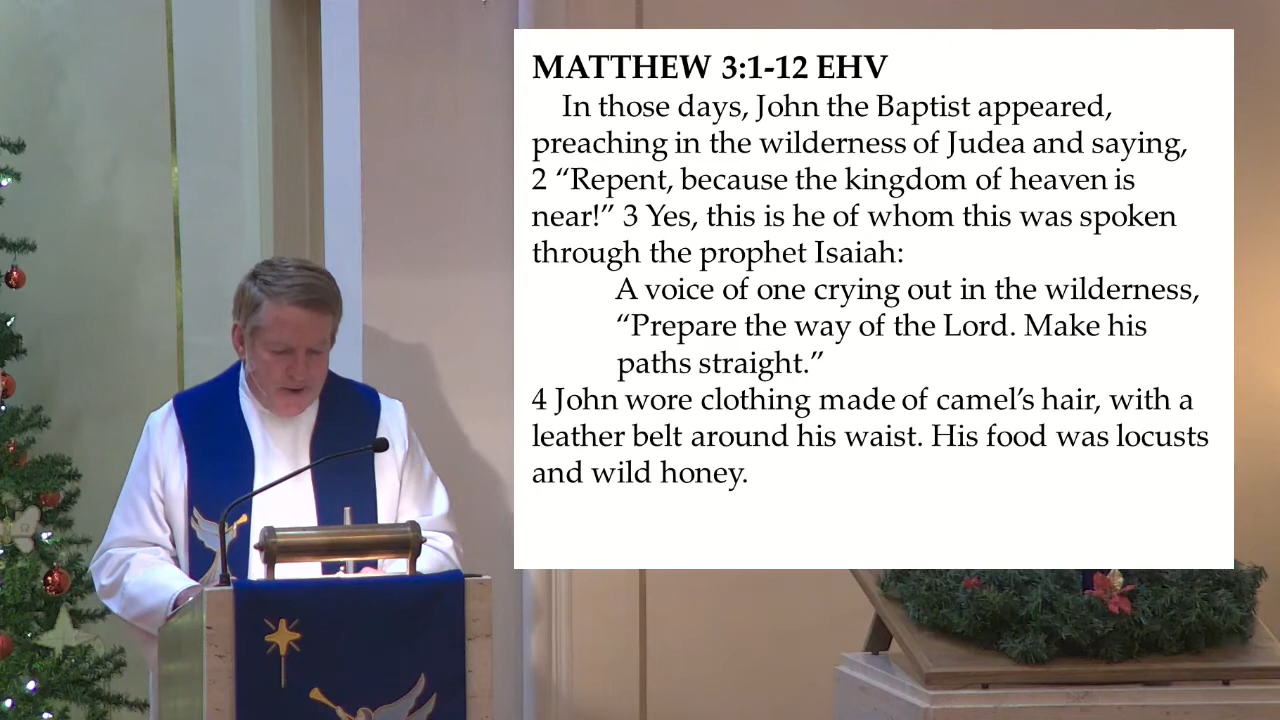 MATTHEW 3:1-12 EHV
In those days, John the Baptist appeared,
preaching in the wilderness of Judea and saying,
2 “Repent, because the kingdom of heaven is
near!” 3 Yes, this is he of whom this was spoken
through the prophet Isaiah:
A voice of one crying out in the wilderness,
“Prepare the way of the Lord. Make his
paths straight.”
4 John wore clothing made of camel’s hair, with a
leather belt around his waist. His food was locusts
and wild honey.